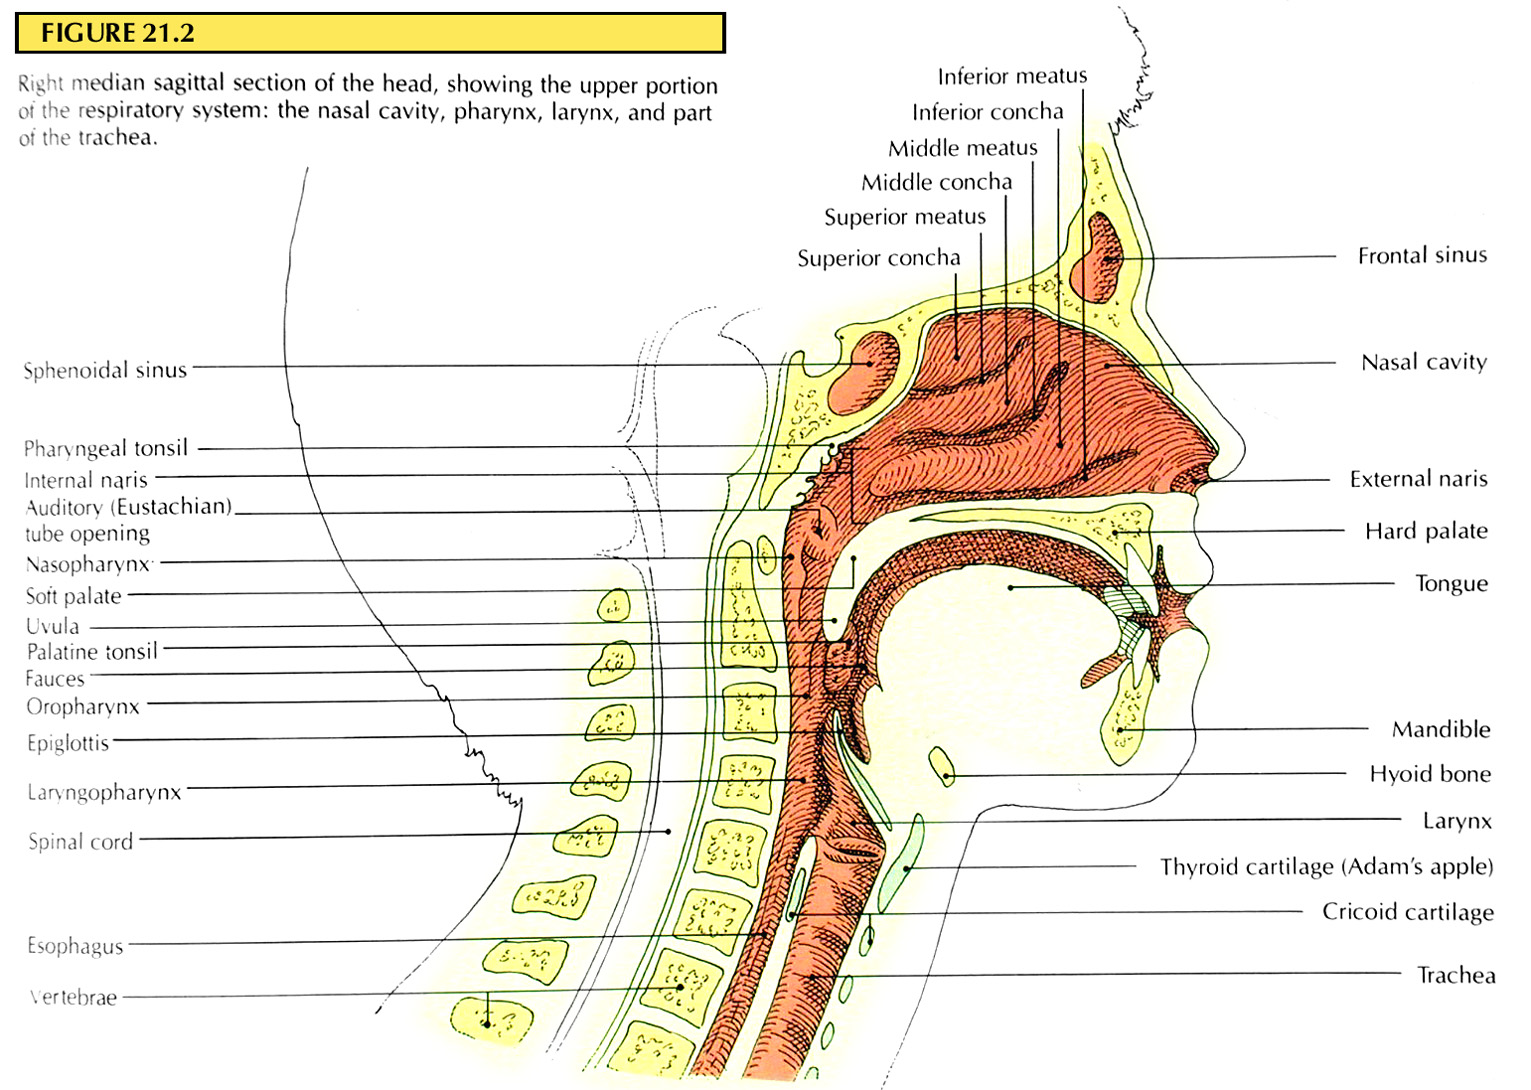 FIGURE 21.2
Right median sagittal section of the head, showing the upper portion
of the respiratory system: the nasal cavity, pharynx, larynx, and part
of the trachea.
Inferior meatus
Inferior concha
Middle meatus
Middle concha
Superior meatus
Superior concha
Sphenoidal sinus
Pharyngeal tonsil
Internal naris
Auditory (Eustachian)
tube opening
Nasopharynx
Soft palate
Uvula
Palatine tonsil
Fauces
Oropharynx
Epiglottis
Laryngopharynx
Spinal cord
Esophagus
Vertebrae
Frontal sinus
Nasal cavity
External naris
Hard palate
Tongue
Mandible
Hyoid bone
Larynx
Thyroid cartilage (Adam's apple)
Cricoid cartilage
Trachea